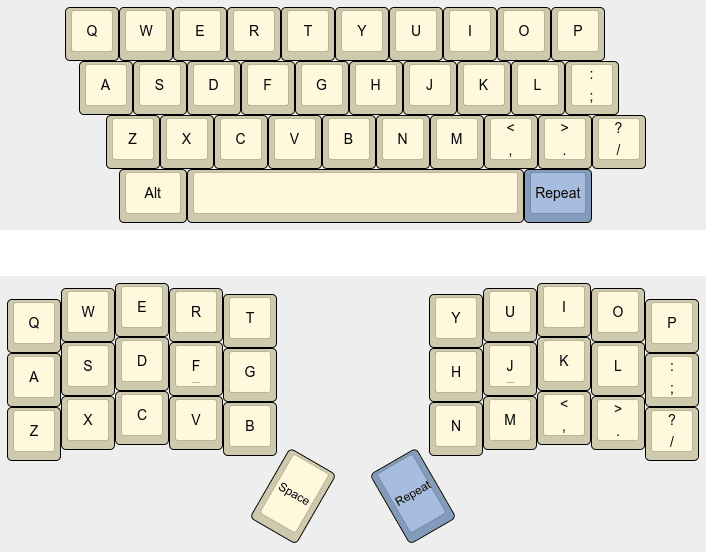 Q W E R T Y U I O P
A S D F G H J K L : ;
Z X C V B N M < , > . ? /
Alt Repeat
Q W E R T Y U I O P
A S D F _ G H J _ K L : ;
Z X C V B N M < , > . ? /
Space Repeat